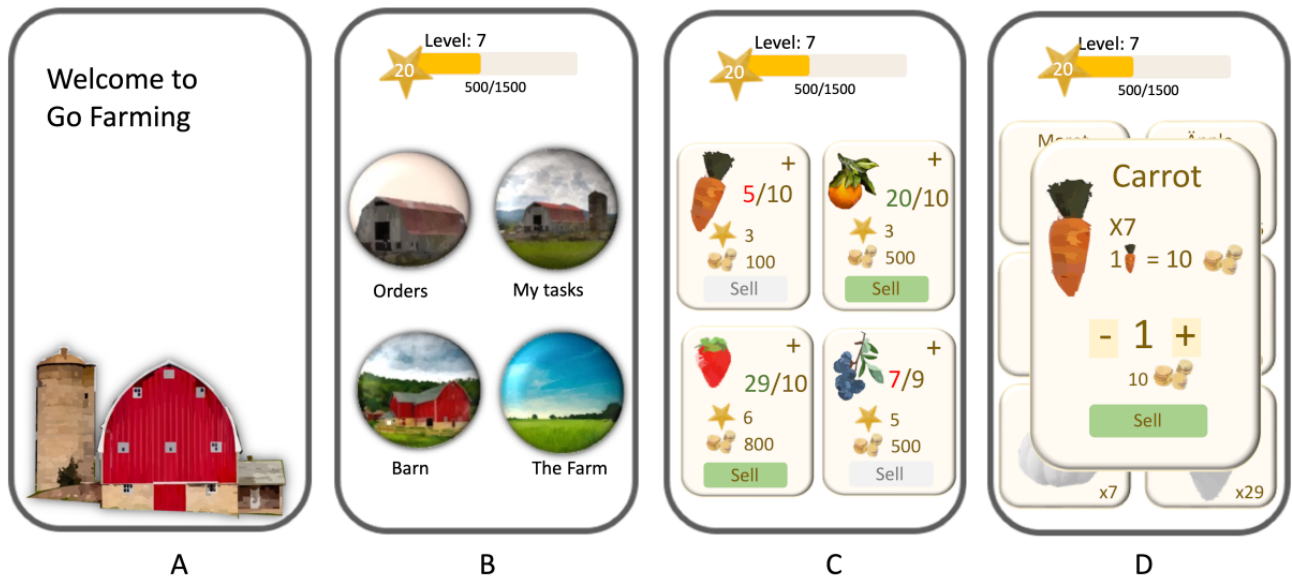 Welcome to
Go Farming
Level: 7
20
500/1500
Orders
My tasks
Barn
The Farm
Level: 7
20
500/1500
+
5/10
3
100
Sell
+
20/10
3
500
Sell
+
29/10
6
800
Sell
+
7/9
5
500
Sell
Level: 7
20
500/1500
Carrot
X7
1 = 10
- 1 +
10
Sell
x7
x29
A
B
C
D